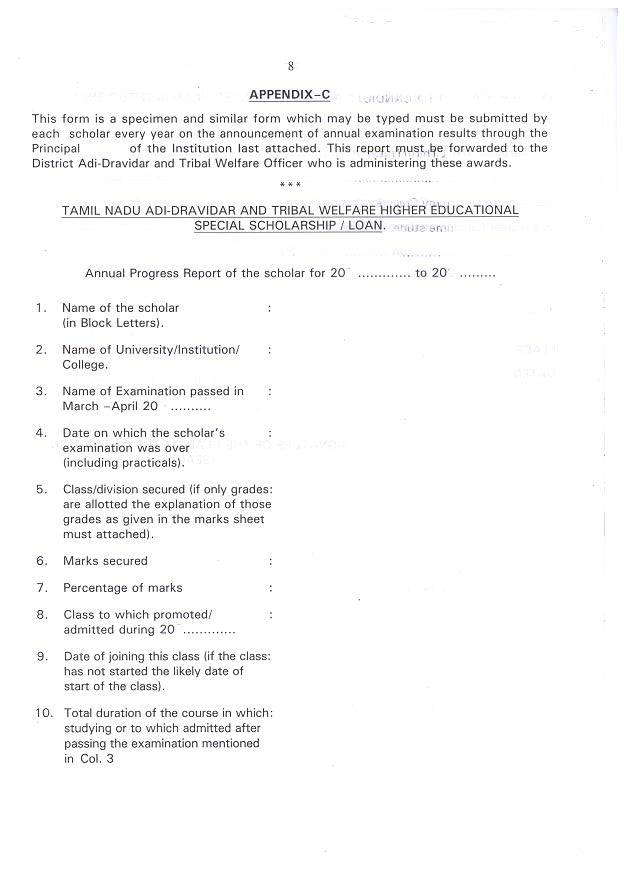 8
APPENDIX–C
This form is a specimen and similar form which may be typed must be submitted by
each scholar every year on the announcement of annual examination results through the
Principal of the Institution last attached. This report must be forwarded to the
District Adi-Dravidar and Tribal Welfare Officer who is administering these awards.
***
TAMIL NADU ADI-DRAVIDAR AND TRIBAL WELFARE HIGHER EDUCATIONAL
SPECIAL SCHOLARSHIP / LOAN.
Annual Progress Report of the scholar for 20 ............. to 20 .........
1. Name of the scholar :
(in Block Letters).
2. Name of University/Institution/ :
College.
3. Name of Examination passed in :
March –April 20 ..........
4. Date on which the scholar's :
examination was over
(including practicals).
5. Class/division secured (if only grades:
are allotted the explanation of those
grades as given in the marks sheet
must attached).
6. Marks secured :
7. Percentage of marks :
8. Class to which promoted/ :
admitted during 20 .............
9. Date of joining this class (if the class:
has not started the likely date of
start of the class).
10. Total duration of the course in which:
studying or to which admitted after
passing the examination mentioned
in Col. 3